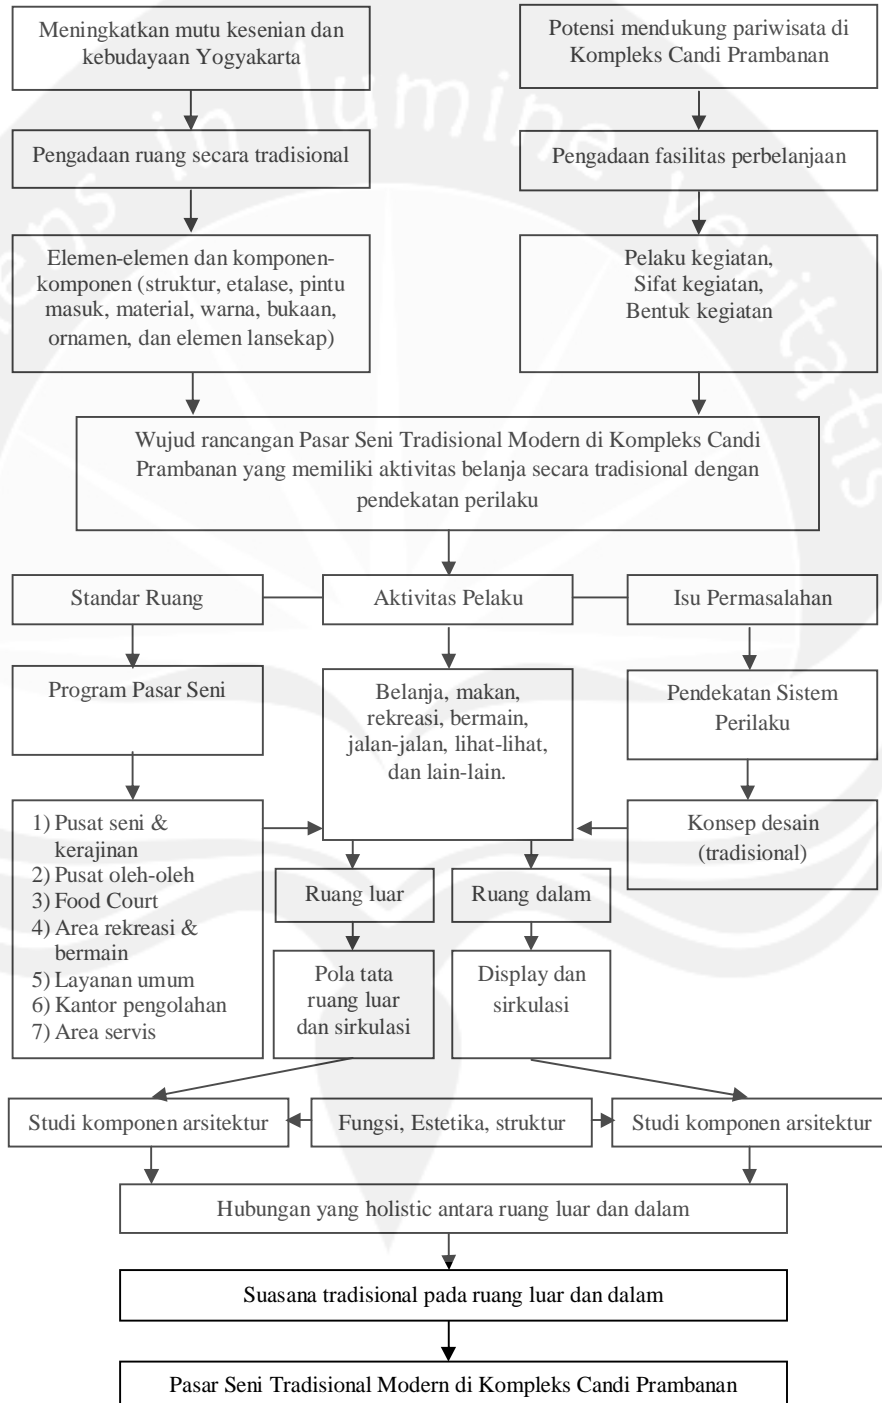 Meningkatkan mutu kesenian dan
kebudayaan Yogyakarta
Potensi mendukung pariwisata di
Kompleks Candi Prambanan
Pengadaan ruang secara tradisional
Pengadaan fasilitas perbelanjaan
Elemen-elemen dan komponen-
komponen (struktur, etalase, pintu
masuk, material, warna, bukaan,
ornamen, dan elemen lansekap)
Pelaku kegiatan,
Sifat kegiatan,
Bentuk kegiatan
Wujud rancangan Pasar Seni Tradisional Modern di Kompleks Candi
Prambanan yang memiliki aktivitas belanja secara tradisional dengan
pendekatan perilaku
Standar Ruang
Aktivitas Pelaku
Isu Permasalahan
Program Pasar Seni
Belanja, makan,
rekreasi, bermain,
jalan-jalan, lihat-lihat,
dan lain-lain.
Pendekatan Sistem
Perilaku
1) Pusat seni &
kerajinan
2) Pusat oleh-oleh
3) Food Court
4) Area rekreasi &
bermain
5) Layanan umum
6) Kantor pengolahan
7) Area servis
Konsep desain
(tradisional)
Ruang luar
Ruang dalam
Pola tata
ruang luar
dan sirkulasi
Display dan
sirkulasi
Studi komponen arsitektur
Fungsi, Estetika, struktur
Studi komponen arsitektur
Hubungan yang holistic antara ruang luar dan dalam
Suasana tradisional pada ruang luar dan dalam
Pasar Seni Tradisional Modern di Kompleks Candi Prambanan
ens in lumine veritatis